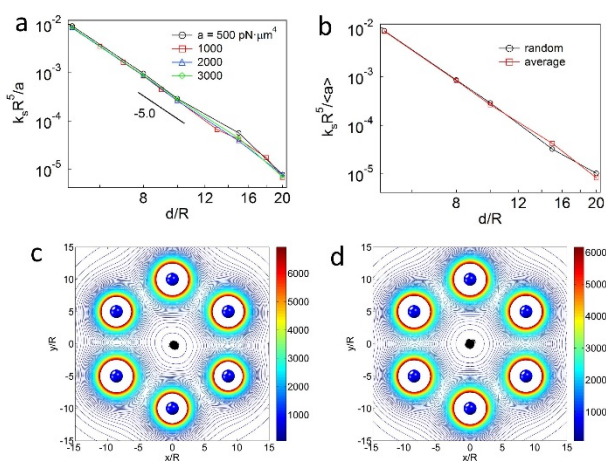 a
k_s R^5/a
10^-2
10^-3
10^-4
10^-5
a = 500 pN·μm^4
1000
2000
3000
-5.0
8
12
16
20
d/R
b
k_s R^5/<a>
10^-2
10^-3
10^-4
10^-5
random
average
8
12
16
20
d/R
c
15
10
5
0
-5
-10
-15
y/R
-15 -10 -5 0 5 10 15
x/R
6000
5000
4000
3000
2000
1000
d
15
10
5
0
-5
-10
-15
y/R
-15 -10 -5 0 5 10 15
x/R
6000
5000
4000
3000
2000
1000
0